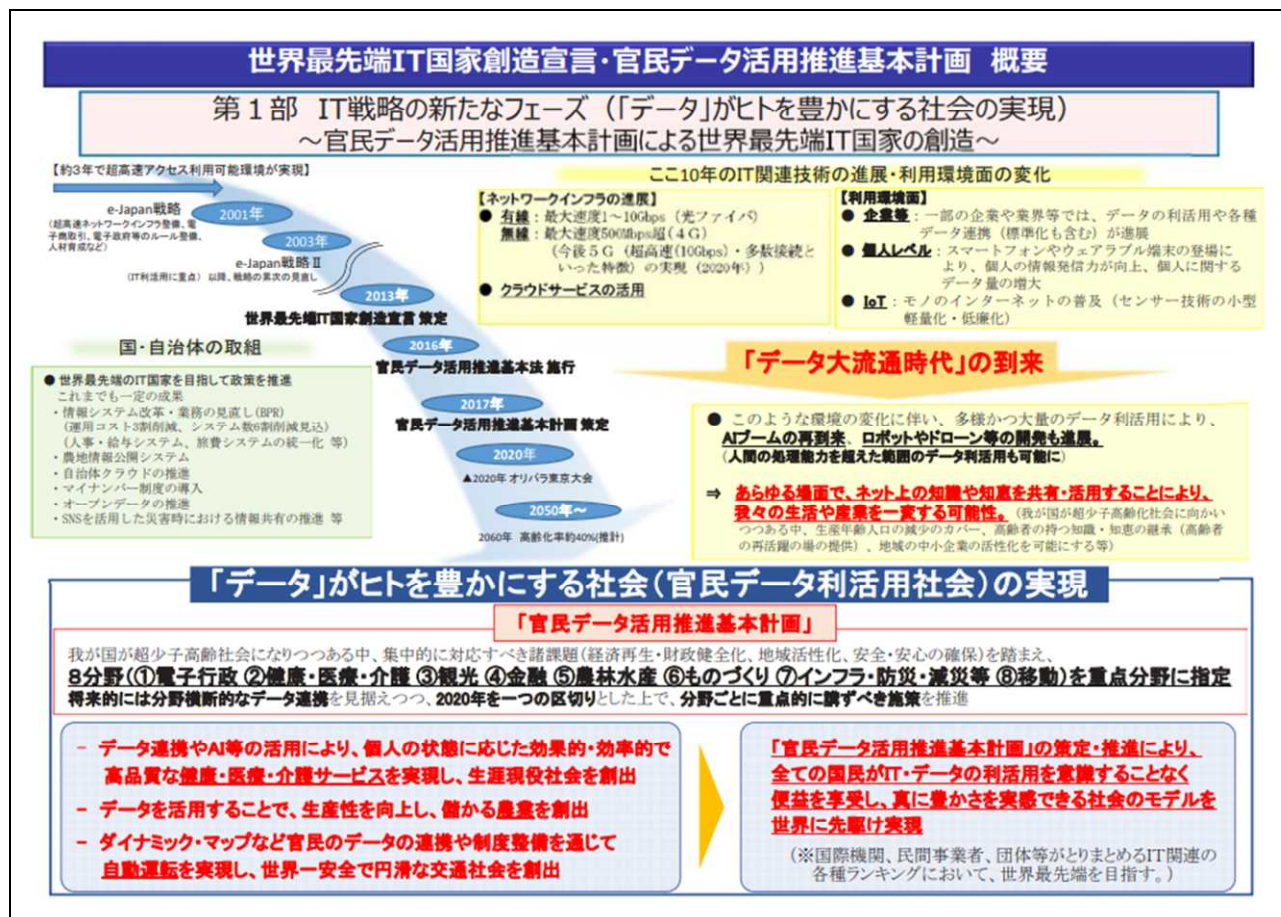 世界最先端IT国家創造宣言・官民データ活用推進基本計画 概要
第1部 IT戦略の新たなフェーズ(「データ」がヒトを豊かにする社会の実現)
~官民データ活用推進基本計画による世界最先端IT国家の創造~
【約3年で超高速アクセス利用可能環境が実現】
e-Japan戦略
(超高速ネットワークインフラ整備、電
子商取引、電子政府等のルール整備、
人材育成など)
2001年
2003年
e-Japan戦略Ⅱ
(IT利活用に重点) 以降、戦略の累次の見直し
2013年
世界最先端IT国家創造宣言 策定
2016年
官民データ活用推進基本法 施行
2017年
官民データ活用推進基本計画 策定
2020年
▲2020年 オリパラ東京大会
2050年~
2060年 高齢化率約40%(推計)
国・自治体の取組
● 世界最先端のIT国家を目指して政策を推進
これまでも一定の成果
・情報システム改革・業務の見直し(BPR)
(運用コスト3割削減、システム数6割削減見込)
(人事・給与システム、旅費システムの統一化 等)
・農地情報公開システム
・自治体クラウドの推進
・マイナンバー制度の導入
・オープンデータの推進
・SNSを活用した災害時における情報共有の推進 等
ここ10年のIT関連技術の進展・利用環境面の変化
【ネットワークインフラの進展】
● 有線:最大速度1~10Gbps(光ファイバ)
無線:最大速度500Mbps超(4G)
(今後5G(超高速(10Gbps)・多数接続と
いった特徴)の実現(2020年))
● クラウドサービスの活用
【利用環境面】
● 企業等:一部の企業や業界等では、データの利活用や各種
データ連携(標準化も含む)が進展
● 個人レベル:スマートフォンやウェアラブル端末の登場に
より、個人の情報発信力が向上、個人に関する
データ量の増大
● IoT:モノのインターネットの普及(センサー技術の小型
軽量化・低廉化)
「データ大流通時代」の到来
● このような環境の変化に伴い、多様かつ大量のデータ利活用により、
AIブームの再到来、ロボットやドローン等の開発も進展。
(人間の処理能力を超えた範囲のデータ利活用も可能に)
⇒ あらゆる場面で、ネット上の知識や知恵を共有・活用することにより、
我々の生活や産業を一変する可能性。(我が国が超少子高齢化社会に向かい
つつある中、生産年齢人口の減少のカバー、高齢者の持つ知識・知恵の継承(高齢者
の再活躍の場の提供)、地域の中小企業の活性化を可能にする等)
「データ」がヒトを豊かにする社会(官民データ利活用社会)の実現
「官民データ活用推進基本計画」
我が国が超少子高齢社会になりつつある中、集中的に対応すべき諸課題(経済再生・財政健全化、地域活性化、安全・安心の確保)を踏まえ、
8分野(①電子行政 ②健康・医療・介護 ③観光 ④金融 ⑤農林水産 ⑥ものづくり ⑦インフラ・防災・減災等 ⑧移動)を重点分野に指定
将来的には分野横断的なデータ連携を見据えつつ、2020年を一つの区切りとした上で、分野ごとに重点的に講ずべき施策を推進
- データ連携やAI等の活用により、個人の状態に応じた効果的・効率的で
高品質な健康・医療・介護サービスを実現し、生涯現役社会を創出
- データを活用することで、生産性を向上し、儲かる農業を創出
- ダイナミック・マップなど官民のデータの連携や制度整備を通じて
自動運転を実現し、世界一安全で円滑な交通社会を創出
「官民データ活用推進基本計画」の策定・推進により、
全ての国民がIT・データの利活用を意識することなく
便益を享受し、真に豊かさを実感できる社会のモデルを
世界に先駆け実現
(※国際機関、民間事業者、団体等がとりまとめるIT関連の
各種ランキングにおいて、世界最先端を目指す。)